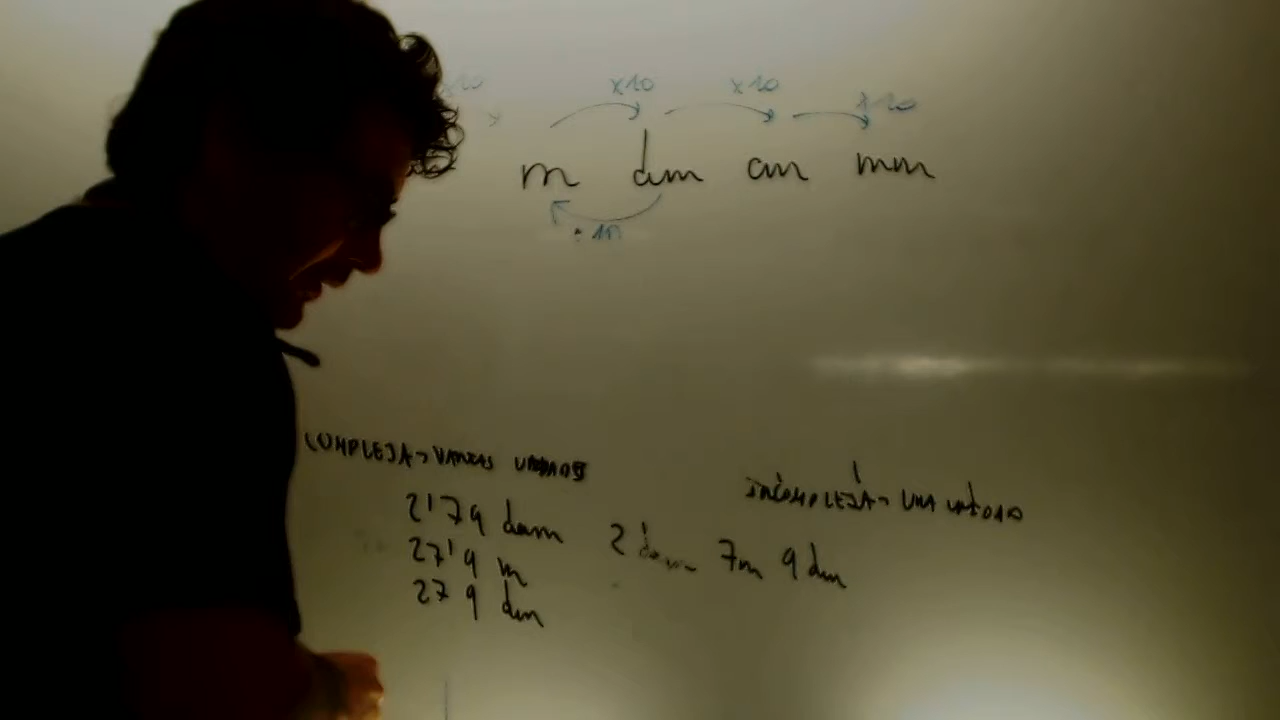 x10 x10 x10 x10
m dm cm mm
: 10
COMPLEJA → VARIAS UNIDADES
INCOMPLEJA → UNA UNIDAD
2'79 dam 2 dam 7m 9 dm
27'9 m
279 dm